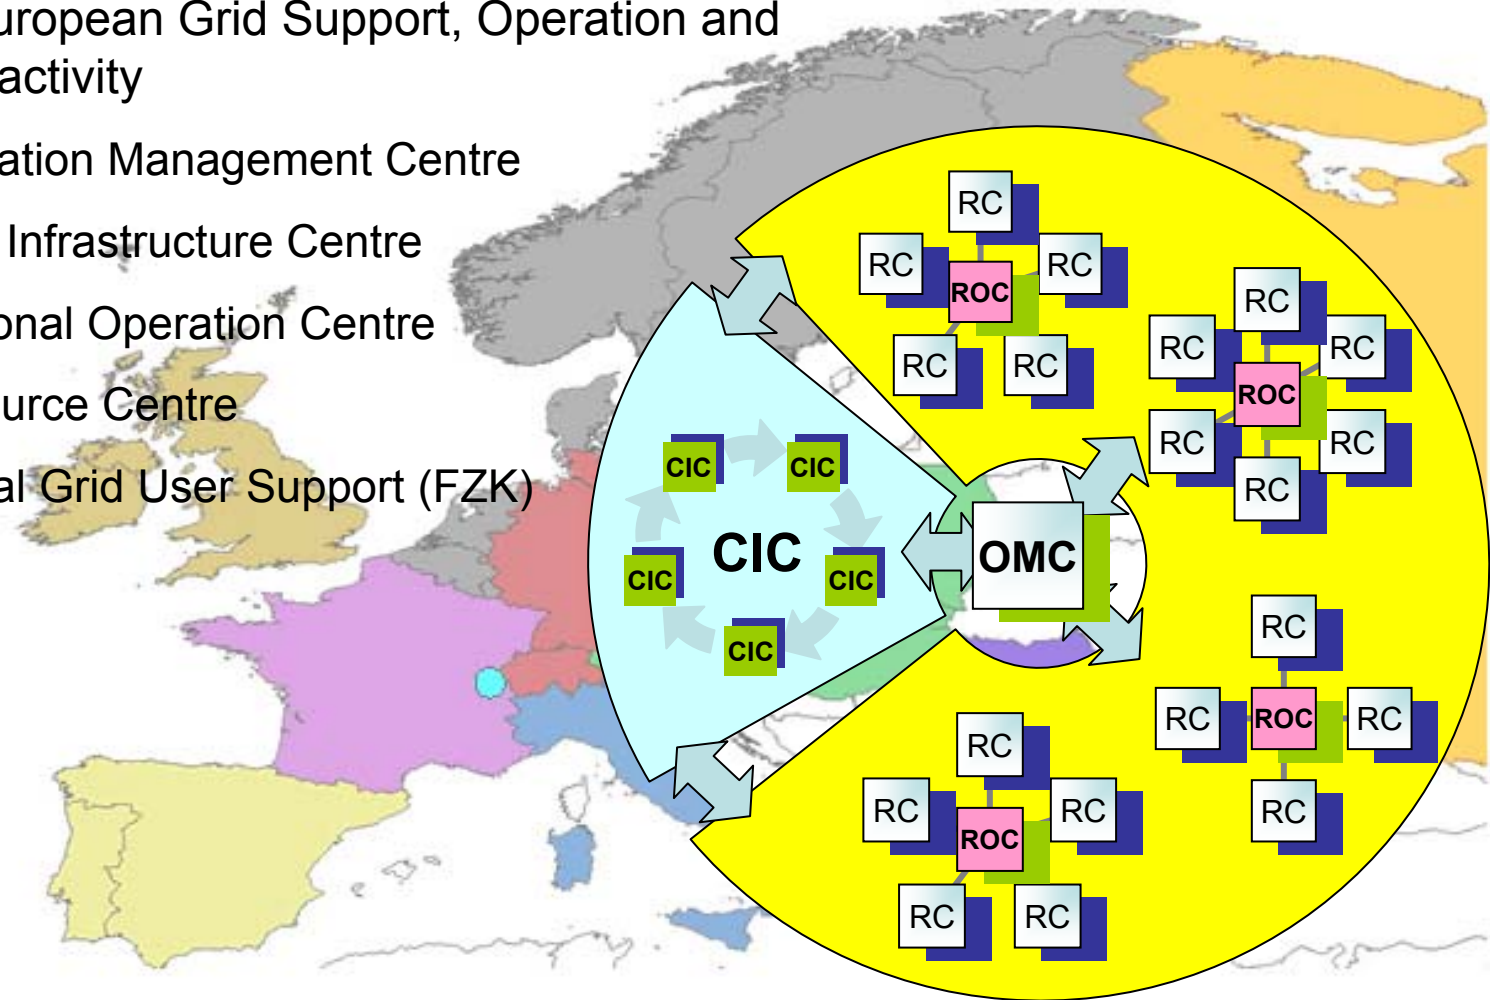 uropean Grid Support, Operation and
activity
ation Management Centre
Infrastructure Centre
onal Operation Centre
urce Centre
al Grid User Support (FZK)
RC
RC
RC
ROC
RC
RC
RC
RC
RC
ROC
RC
RC
RC
CIC
CIC
CIC
OMC
CIC
CIC
CIC
RC
RC
ROC
RC
RC
RC
RC
RC
ROC
RC
RC